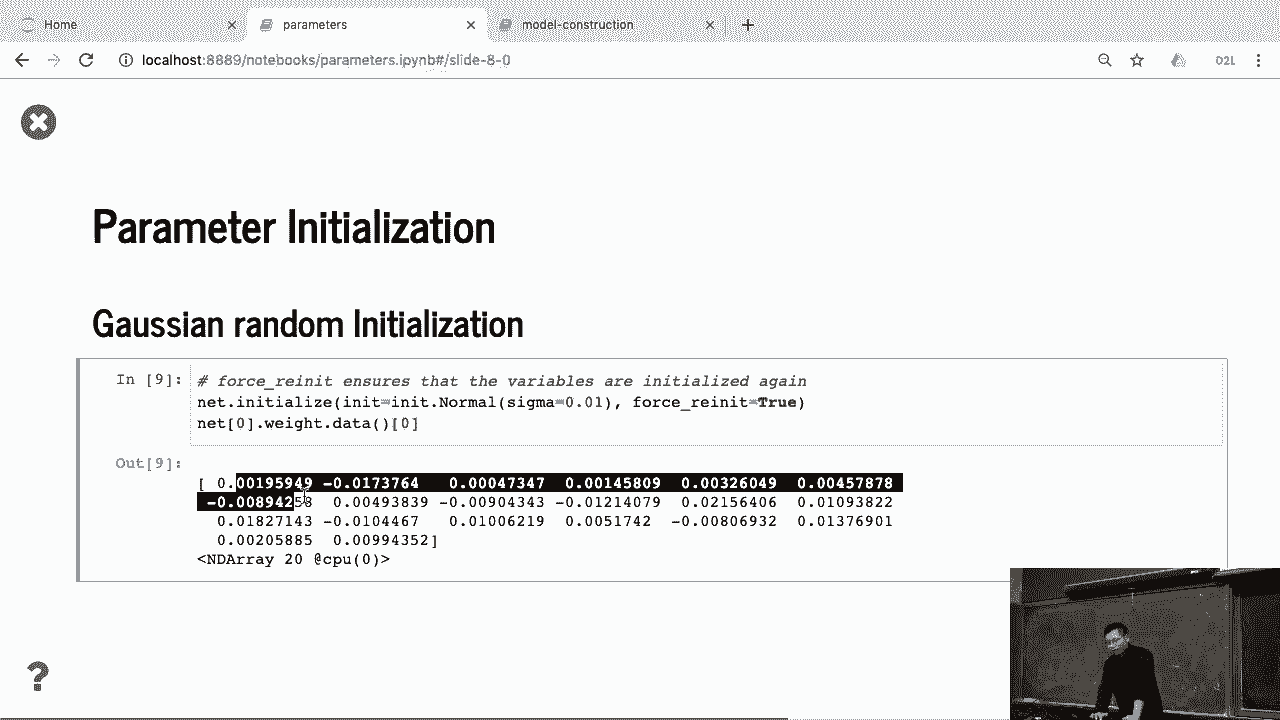 Home
parameters
model-construction
localhost:8889/notebooks/parameters.ipynb#/slide-8-0
D2L
Parameter Initialization
Gaussian random Initialization
In [9]: # force_reinit ensures that the variables are initialized again
net.initialize(init=init.Normal(sigma=0.01), force_reinit=True)
net[0].weight.data()[0]
Out[9]:
[ 0.00195949 -0.0173764 0.00047347 0.00145809 0.00326049 0.00457878
-0.00894258 0.00493839 -0.00904343 -0.01214079 0.02156406 0.01093822
0.01827143 -0.0104467 0.01006219 0.0051742 -0.00806932 0.01376901
0.00205885 0.00994352]
<NDArray 20 @cpu(0)>
?